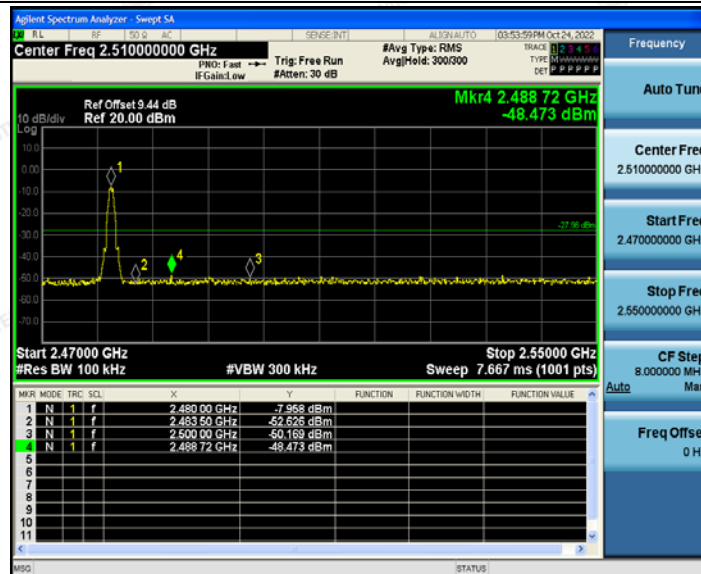 Agilent Spectrum Analyzer - Swept SA
RL RF 50 Ω AC SENSE:INT ALIGN AUTO 03:53:59 PM Oct 24, 2022
Center Freq 2.510000000 GHz
PNO: Fast
IFGain:Low
Trig: Free Run
#Atten: 30 dB
#Avg Type: RMS
Avg|Hold: 300/300
TRACE 1 2 3 4 5 6
TYPE M W W W W W
DET P P P P P P
Ref Offset 9.44 dB
10 dB/div Ref 20.00 dBm
Log
Mkr4 2.488 72 GHz
-48.473 dBm
10.0
0.00
-10.0
-20.0
-30.0
-40.0
-50.0
-60.0
-70.0
1
2
4
3
-27.96 dBm
Start 2.47000 GHz Stop 2.55000 GHz
#Res BW 100 kHz #VBW 300 kHz Sweep 7.667 ms (1001 pts)
MKR MODE TRC SCL X Y FUNCTION FUNCTION WIDTH FUNCTION VALUE
1 N 1 f 2.480 00 GHz -7.958 dBm
2 N 1 f 2.483 50 GHz -52.626 dBm
3 N 1 f 2.500 00 GHz -50.169 dBm
4 N 1 f 2.488 72 GHz -48.473 dBm
5
6
7
8
9
10
11
MSG STATUS
Frequency
Auto Tun
Center Fre
2.510000000 GH
Start Fre
2.470000000 GH
Stop Fre
2.550000000 GH
CF Step
8.000000 MH
Auto Ma
Freq Offse
0 H